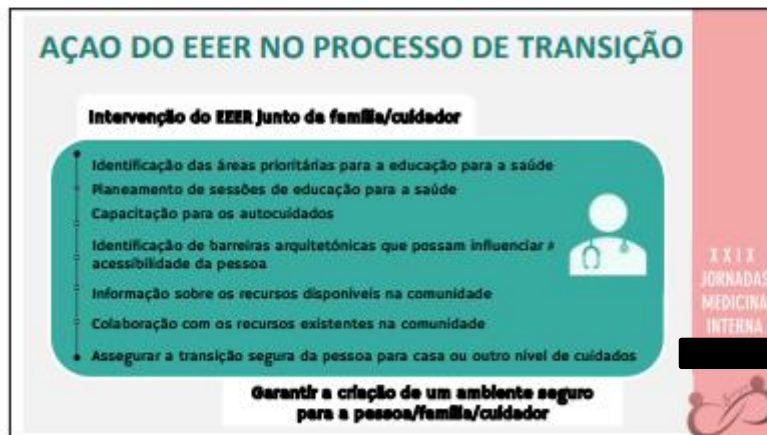 AÇAO DO EEER NO PROCESSO DE TRANSIÇÃO
Intervenção do EEER junto da família/cuidador
Identificação das áreas prioritárias para a educação para a saúde
Planeamento de sessões de educação para a saúde
Capacitação para os autocuidados
Identificação de barreiras arquitetónicas que possam influenciar
acessibilidade da pessoa
Informação sobre os recursos disponíveis na comunidade
Colaboração com os recursos existentes na comunidade
Assegurar a transição segura da pessoa para casa ou outro nível de cuidados
Garantir a criação de um ambiente seguro
para a pessoa/família/cuidador
XXIX
JORNADAS
MEDICINA
INTERNA